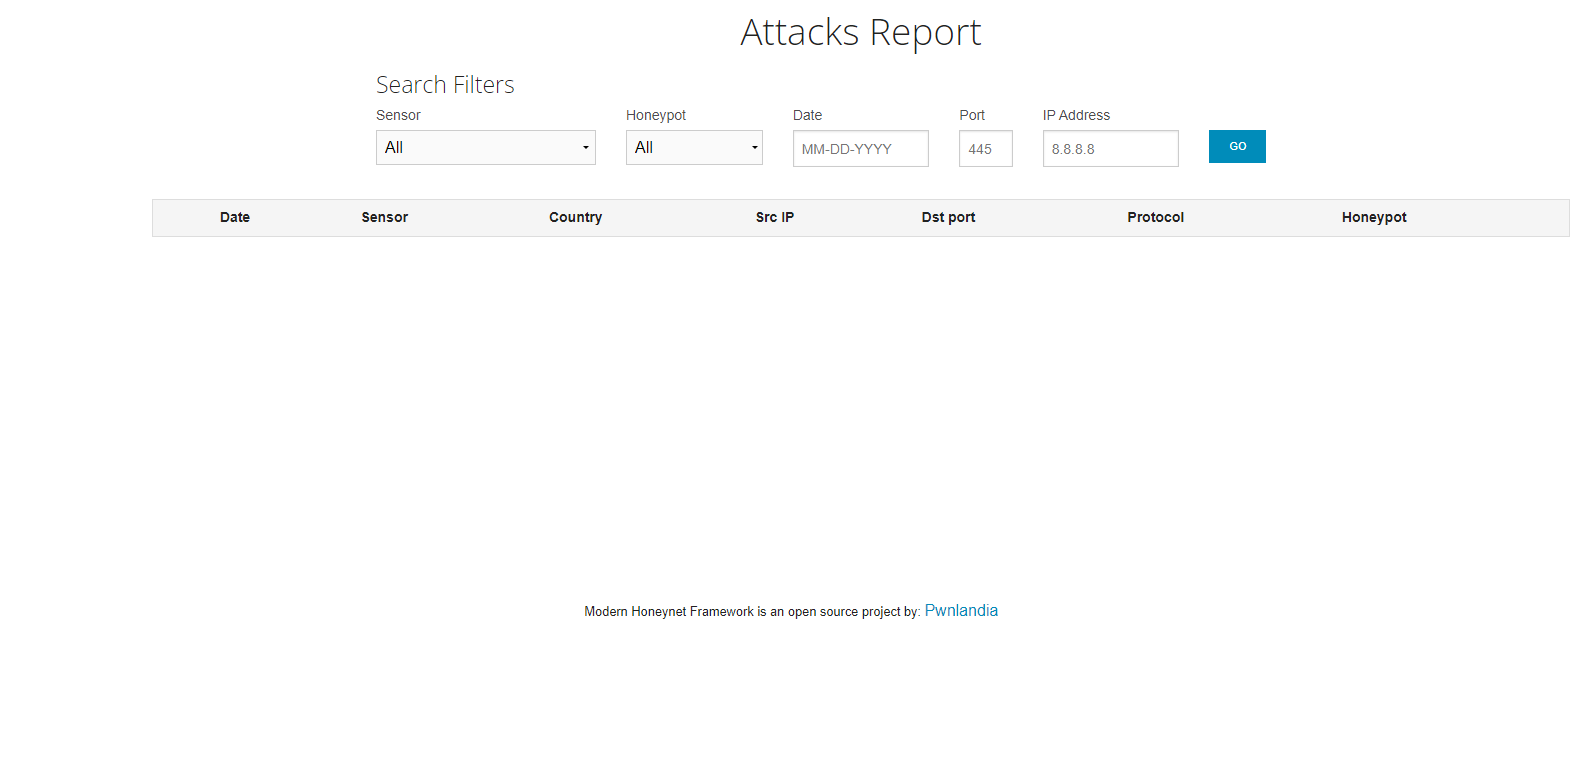 Attacks Report
Search Filters
Sensor Honeypot Date Port IP Address
All All MM-DD-YYYY 445 8.8.8.8 GO
Date Sensor Country Src IP Dst port Protocol Honeypot
Modern Honeynet Framework is an open source project by: Pwnlandia